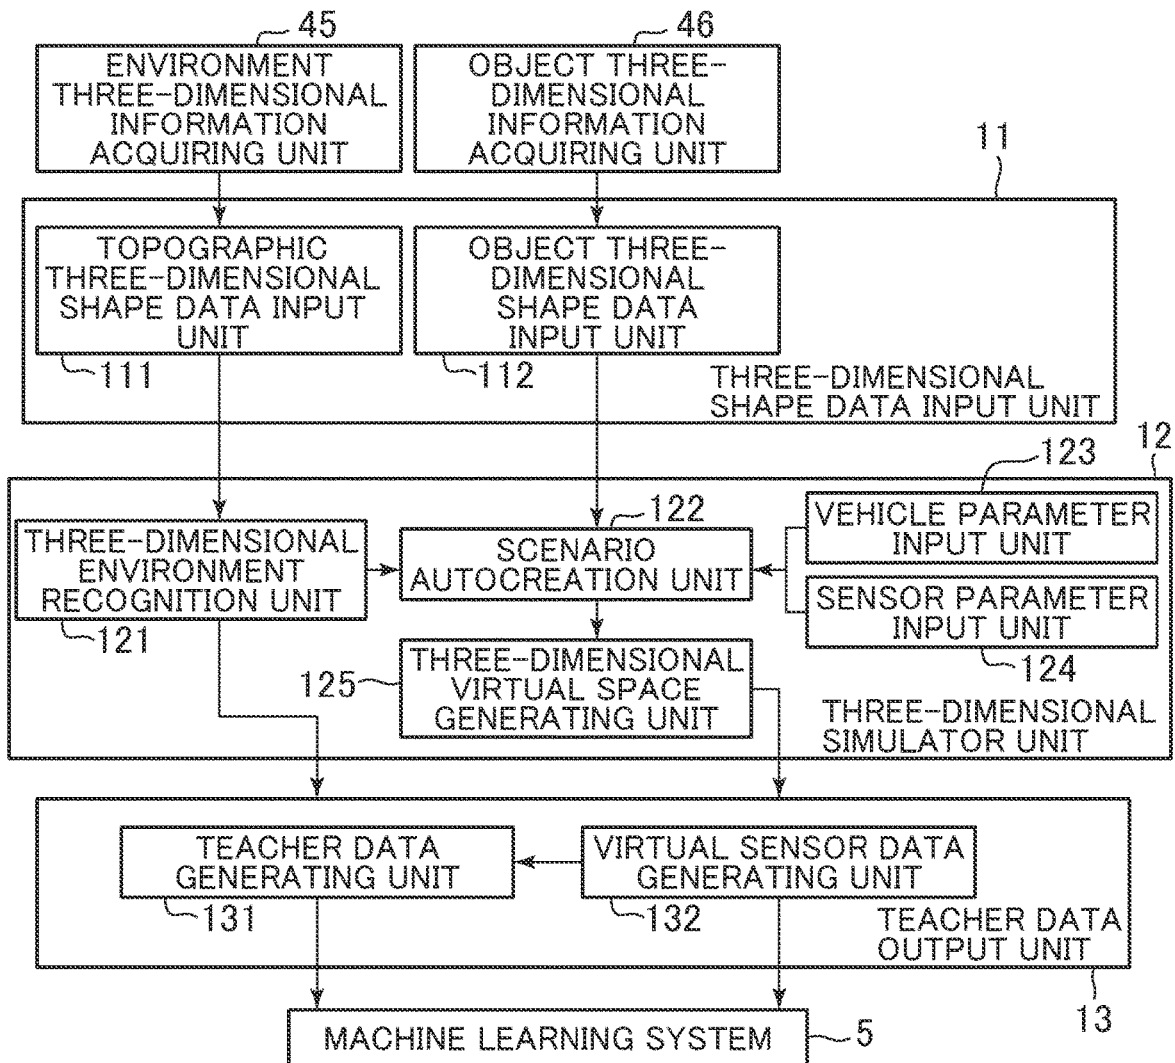 45
46
ENVIRONMENT
THREE-DIMENSIONAL
INFORMATION
ACQUIRING UNIT
OBJECT THREE-
DIMENSIONAL
INFORMATION
ACQUIRING UNIT
11
TOPOGRAPHIC
THREE-DIMENSIONAL
SHAPE DATA INPUT
UNIT
OBJECT THREE-
DIMENSIONAL
SHAPE DATA
INPUT UNIT
111
112
THREE-DIMENSIONAL
SHAPE DATA INPUT UNIT
12
123
122
VEHICLE PARAMETER
INPUT UNIT
THREE-DIMENSIONAL
ENVIRONMENT
RECOGNITION UNIT
SCENARIO
AUTOCREATION UNIT
SENSOR PARAMETER
INPUT UNIT
121
124
125
THREE-DIMENSIONAL
VIRTUAL SPACE
GENERATING UNIT
THREE-DIMENSIONAL
SIMULATOR UNIT
TEACHER DATA
GENERATING UNIT
VIRTUAL SENSOR DATA
GENERATING UNIT
131
132
TEACHER DATA
OUTPUT UNIT
13
MACHINE LEARNING SYSTEM
5